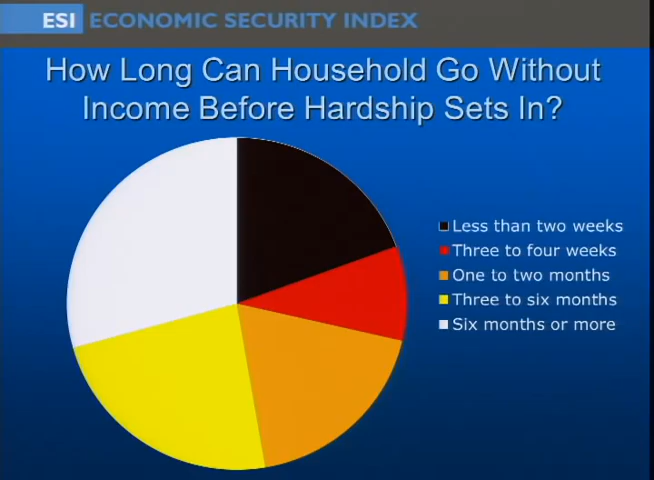 ESI ECONOMIC SECURITY INDEX
How Long Can Household Go Without
Income Before Hardship Sets In?
Less than two weeks
Three to four weeks
One to two months
Three to six months
Six months or more